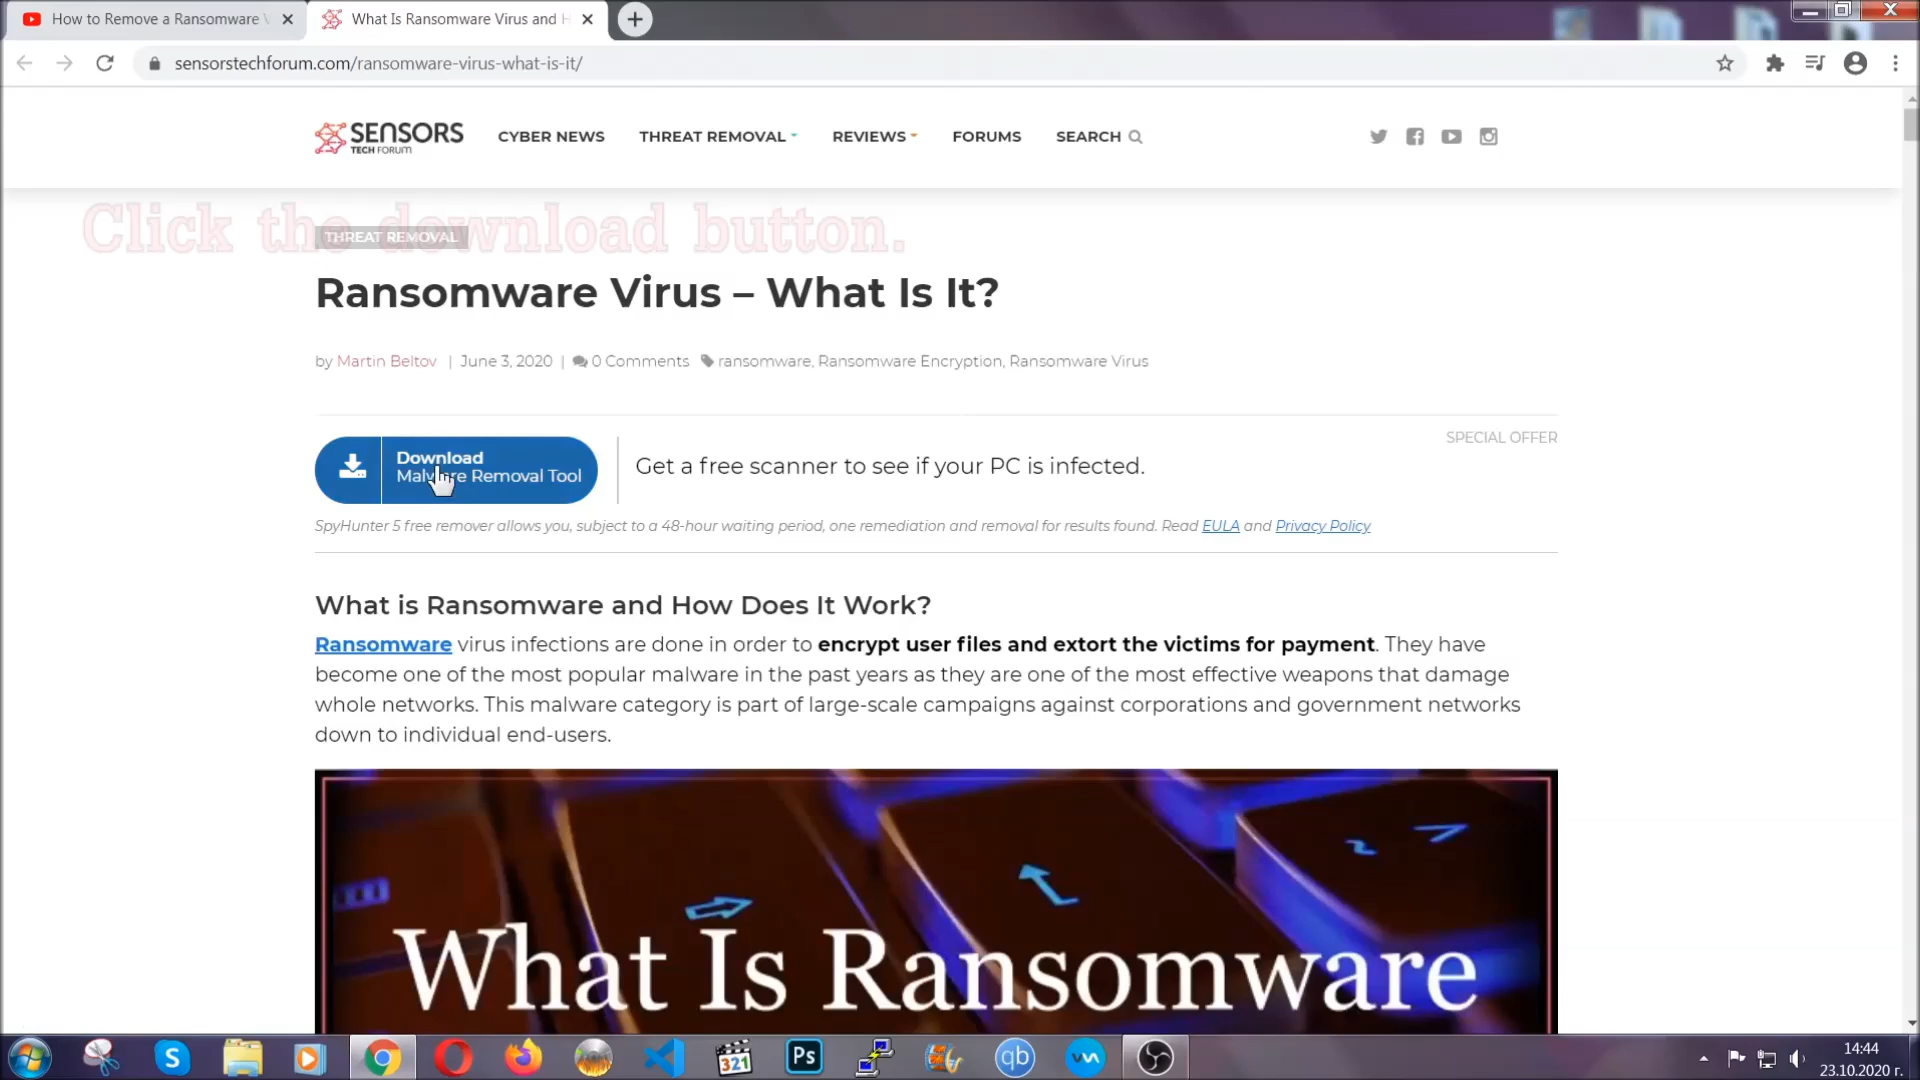 How to Remove a Ransomware V
What Is Ransomware Virus and H
sensorstechforum.com/ransomware-virus-what-is-it/
SENSORS
TECH FORUM
CYBER NEWS
THREAT REMOVAL
REVIEWS
FORUMS
SEARCH
Click the download button.
THREAT REMOVAL
Ransomware Virus – What Is It?
by Martin Beltov | June 3, 2020 | 0 Comments ransomware, Ransomware Encryption, Ransomware Virus
SPECIAL OFFER
Download
Malware Removal Tool
Get a free scanner to see if your PC is infected.
SpyHunter 5 free remover allows you, subject to a 48-hour waiting period, one remediation and removal for results found. Read EULA and Privacy Policy
What is Ransomware and How Does It Work?
Ransomware virus infections are done in order to encrypt user files and extort the victims for payment. They have
become one of the most popular malware in the past years as they are one of the most effective weapons that damage
whole networks. This malware category is part of large-scale campaigns against corporations and government networks
down to individual end-users.
What Is Ransomware
S
321
Ps
qb
14:44
23.10.2020 г.